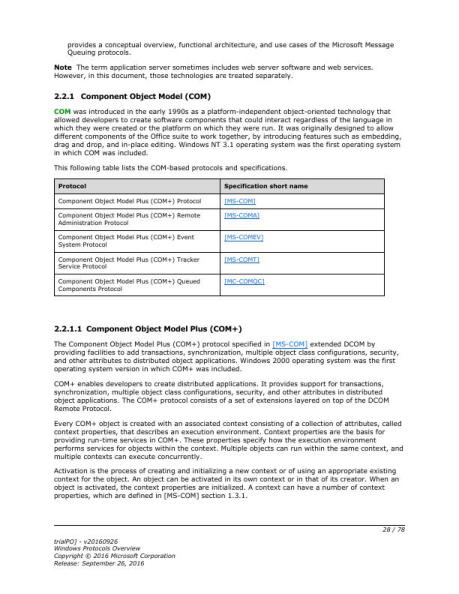 provides a conceptual overview, functional architecture, and use cases of the Microsoft Message
Queuing protocols.
Note The term application server sometimes includes web server software and web services.
However, in this document, those technologies are treated separately.
2.2.1 Component Object Model (COM)
COM was introduced in the early 1990s as a platform-independent object-oriented technology that
allowed developers to create software components that could interact regardless of the language in
which they were created or the platform on which they were run. It was originally designed to allow
different components of the Office suite to work together, by introducing features such as embedding,
drag and drop, and in-place editing. Windows NT 3.1 operating system was the first operating system
in which COM was included.
This following table lists the COM-based protocols and specifications.
Protocol Specification short name
Component Object Model Plus (COM+) Protocol [MS-COM]
Component Object Model Plus (COM+) Remote
Administration Protocol [MS-COMA]
Component Object Model Plus (COM+) Event
System Protocol [MS-COMEV]
Component Object Model Plus (COM+) Tracker
Service Protocol [MS-COMT]
Component Object Model Plus (COM+) Queued
Components Protocol [MC-COMQC]
2.2.1.1 Component Object Model Plus (COM+)
The Component Object Model Plus (COM+) protocol specified in [MS-COM] extended DCOM by
providing facilities to add transactions, synchronization, multiple object class configurations, security,
and other attributes to distributed object applications. Windows 2000 operating system was the first
operating system version in which COM+ was included.
COM+ enables developers to create distributed applications. It provides support for transactions,
synchronization, multiple object class configurations, security, and other attributes in distributed
object applications. The COM+ protocol consists of a set of extensions layered on top of the DCOM
Remote Protocol.
Every COM+ object is created with an associated context consisting of a collection of attributes, called
context properties, that describes an execution environment. Context properties are the basis for
providing run-time services in COM+. These properties specify how the execution environment
performs services for objects within the context. Multiple objects can run within the same context, and
multiple contexts can execute concurrently.
Activation is the process of creating and initializing a new context or of using an appropriate existing
context for the object. An object can be activated in its own context or in that of its creator. When an
object is activated, the context properties are initialized. A context can have a number of context
properties, which are defined in [MS-COM] section 1.3.1.
28 / 78
trialPO] - v20160926
Windows Protocols Overview
Copyright © 2016 Microsoft Corporation
Release: September 26, 2016